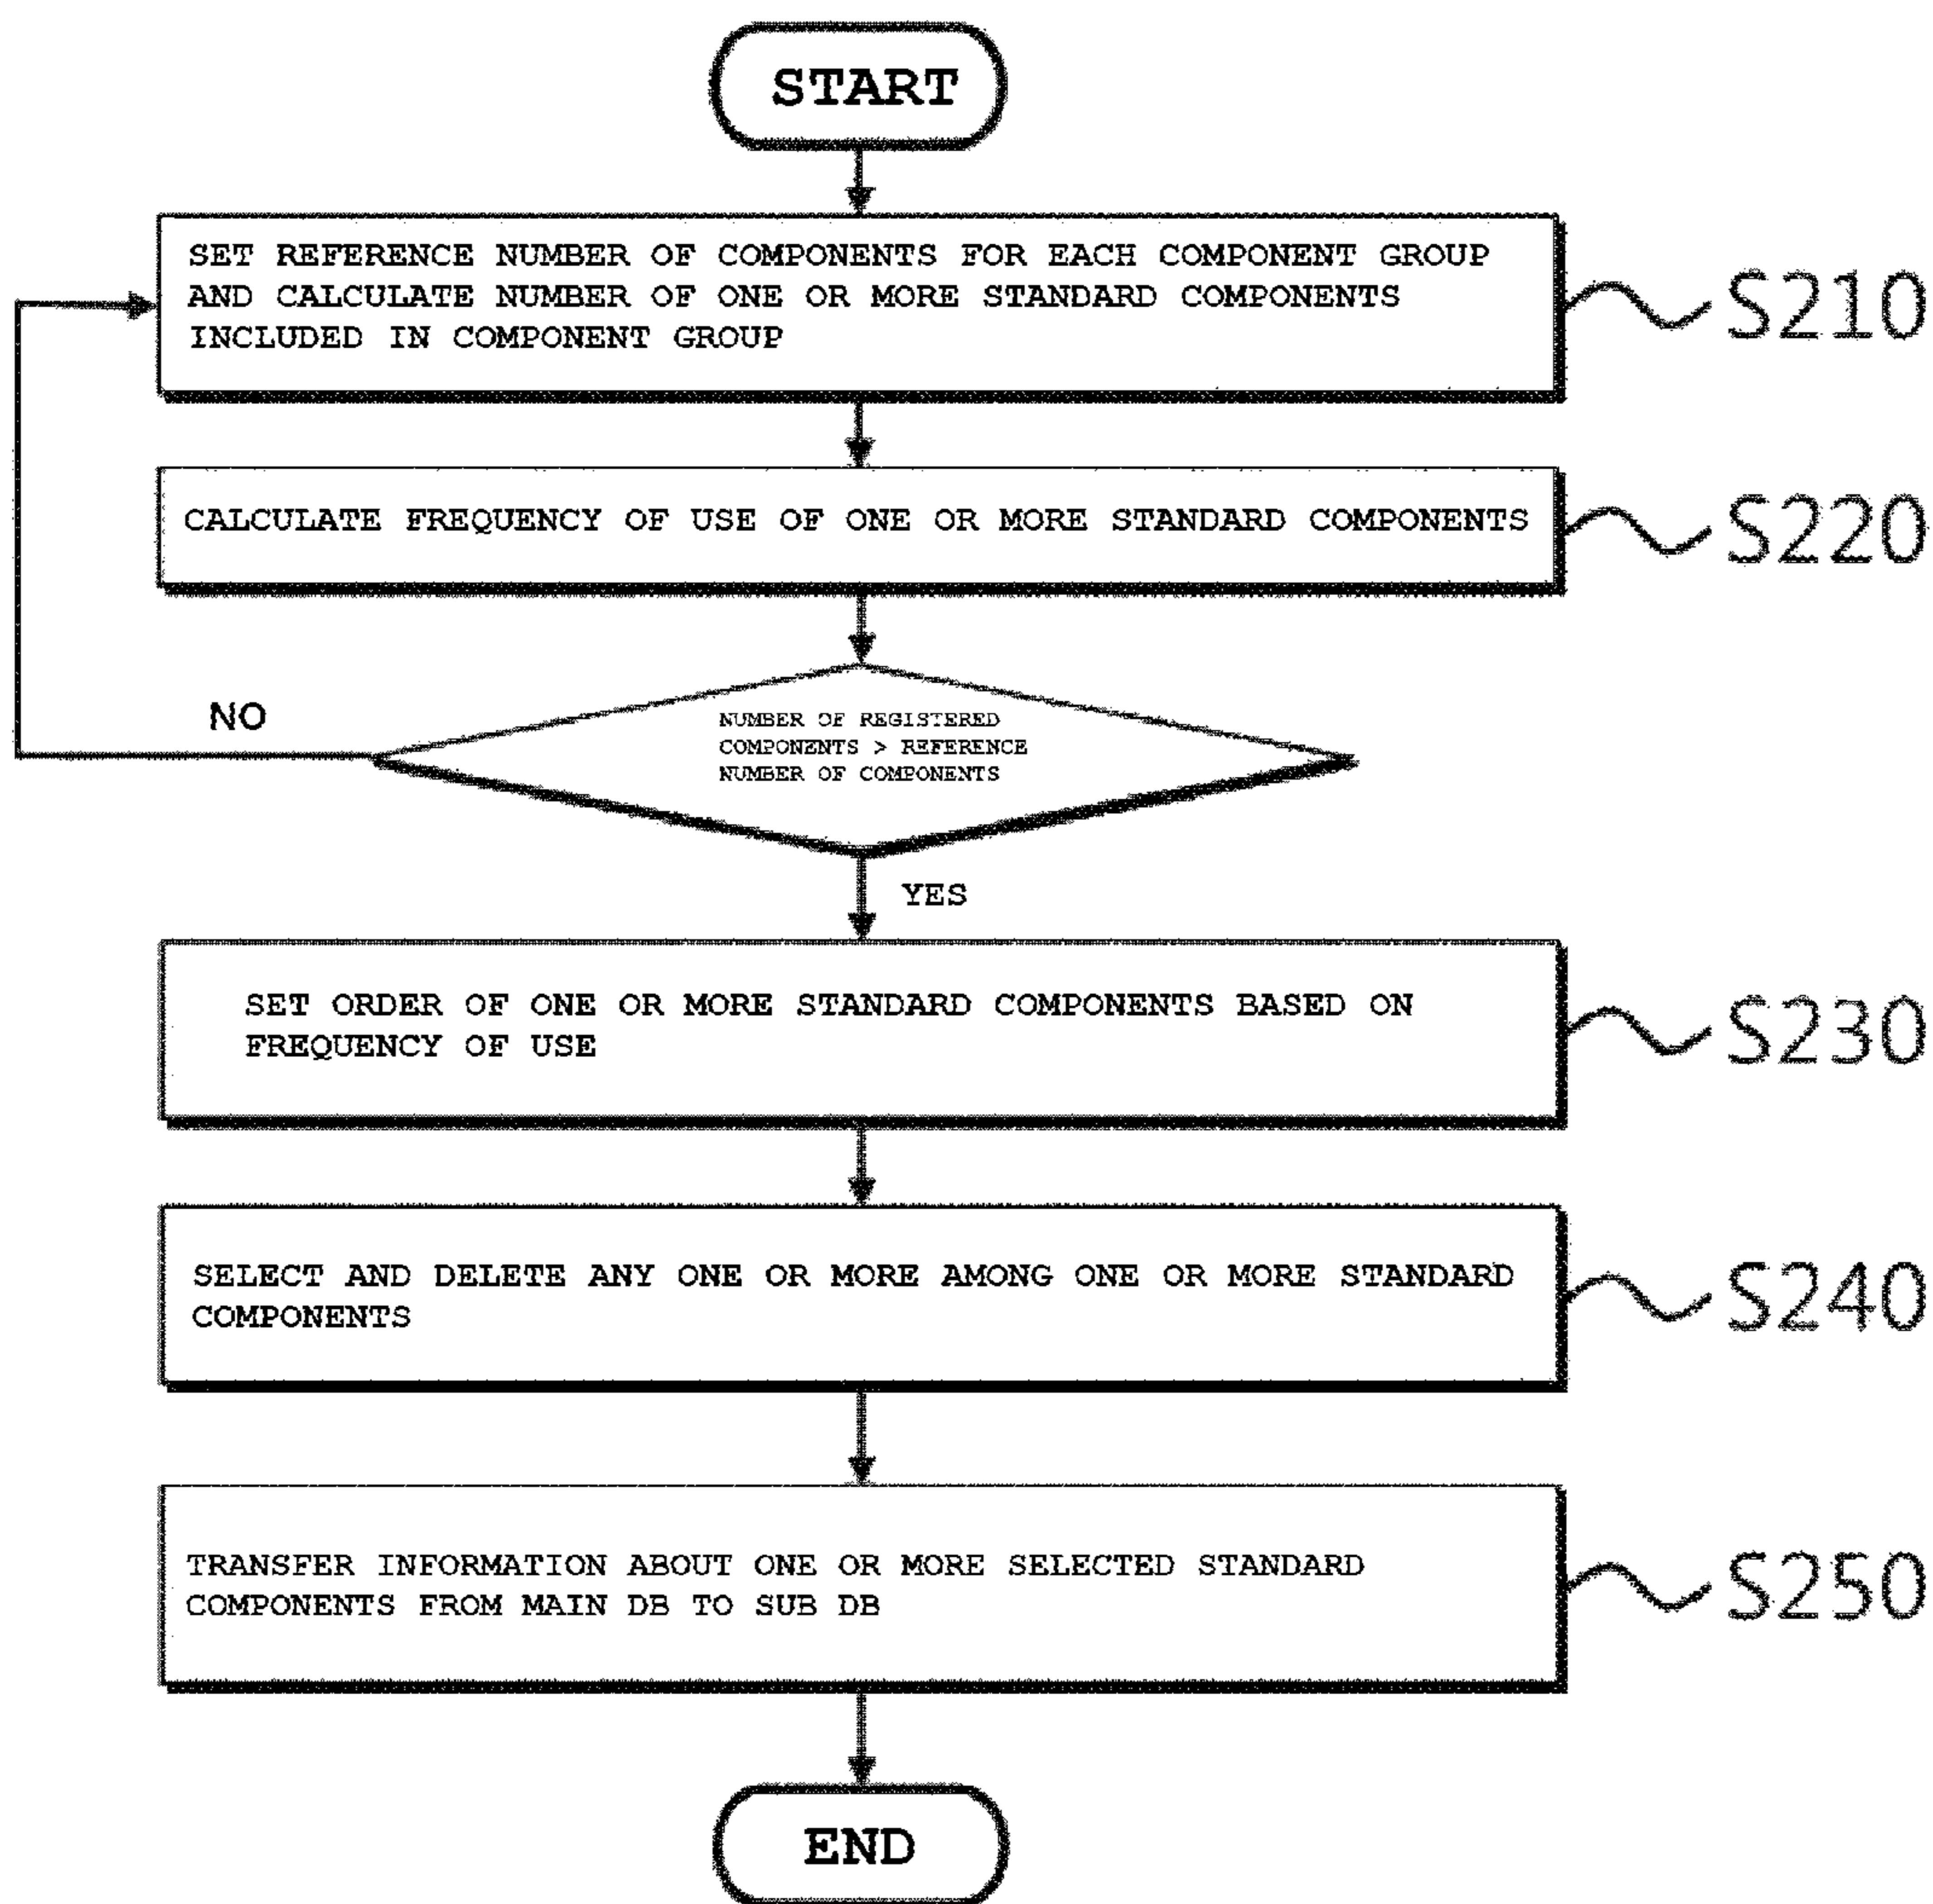 START
SET REFERENCE NUMBER OF COMPONENTS FOR EACH COMPONENT GROUP
AND CALCULATE NUMBER OF ONE OR MORE STANDARD COMPONENTS
INCLUDED IN COMPONENT GROUP
S210
CALCULATE FREQUENCY OF USE OF ONE OR MORE STANDARD COMPONENTS
S220
NO
NUMBER OF REGISTERED
COMPONENTS > REFERENCE
NUMBER OF COMPONENTS
YES
SET ORDER OF ONE OR MORE STANDARD COMPONENTS BASED ON
FREQUENCY OF USE
S230
SELECT AND DELETE ANY ONE OR MORE AMONG ONE OR MORE STANDARD
COMPONENTS
S240
TRANSFER INFORMATION ABOUT ONE OR MORE SELECTED STANDARD
COMPONENTS FROM MAIN DB TO SUB DB
S250
END